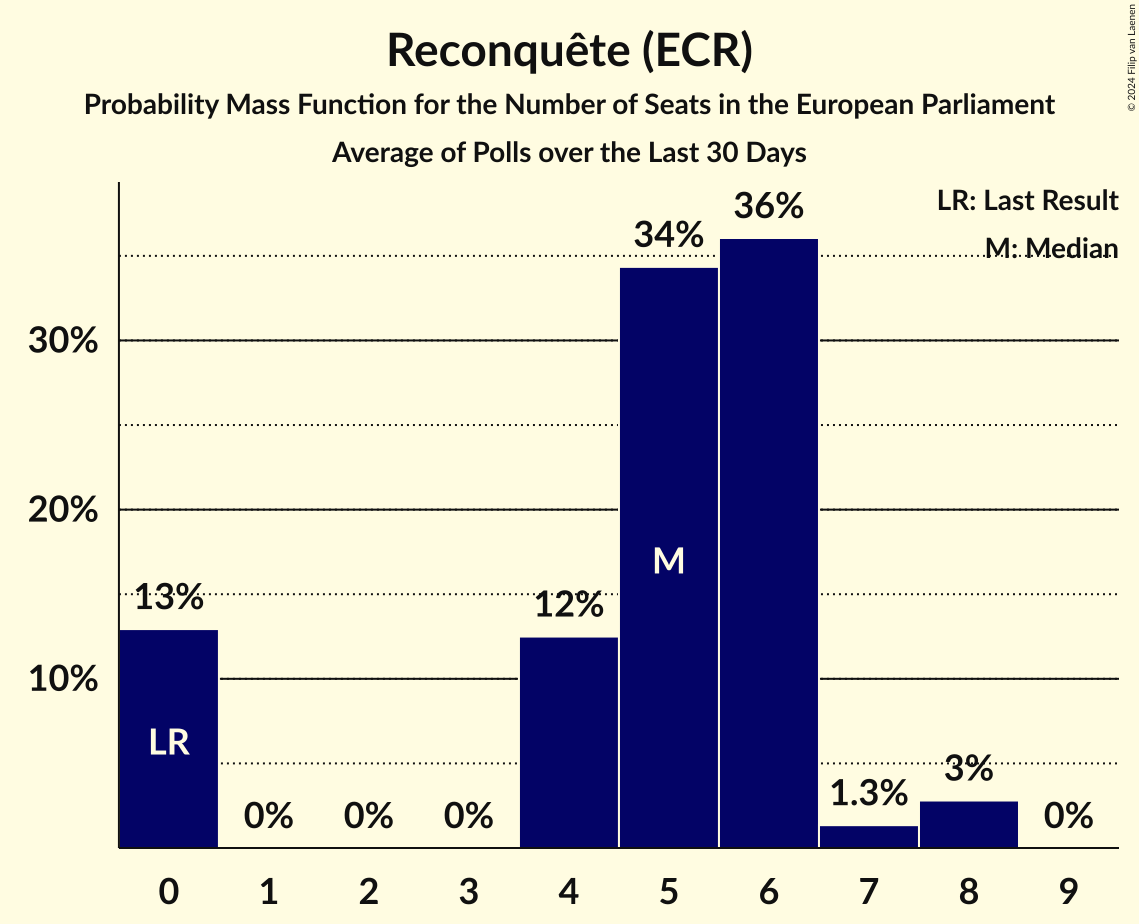 Reconquête (ECR)
Probability Mass Function for the Number of Seats in the European Parliament
Average of Polls over the Last 30 Days
© 2024 Filip van Laenen
LR: Last Result
M: Median
36%
34%
30%
20%
13%
12%
M
10%
LR
3%
1.3%
0%
0%
0%
0%
0 1 2 3 4 5 6 7 8 9